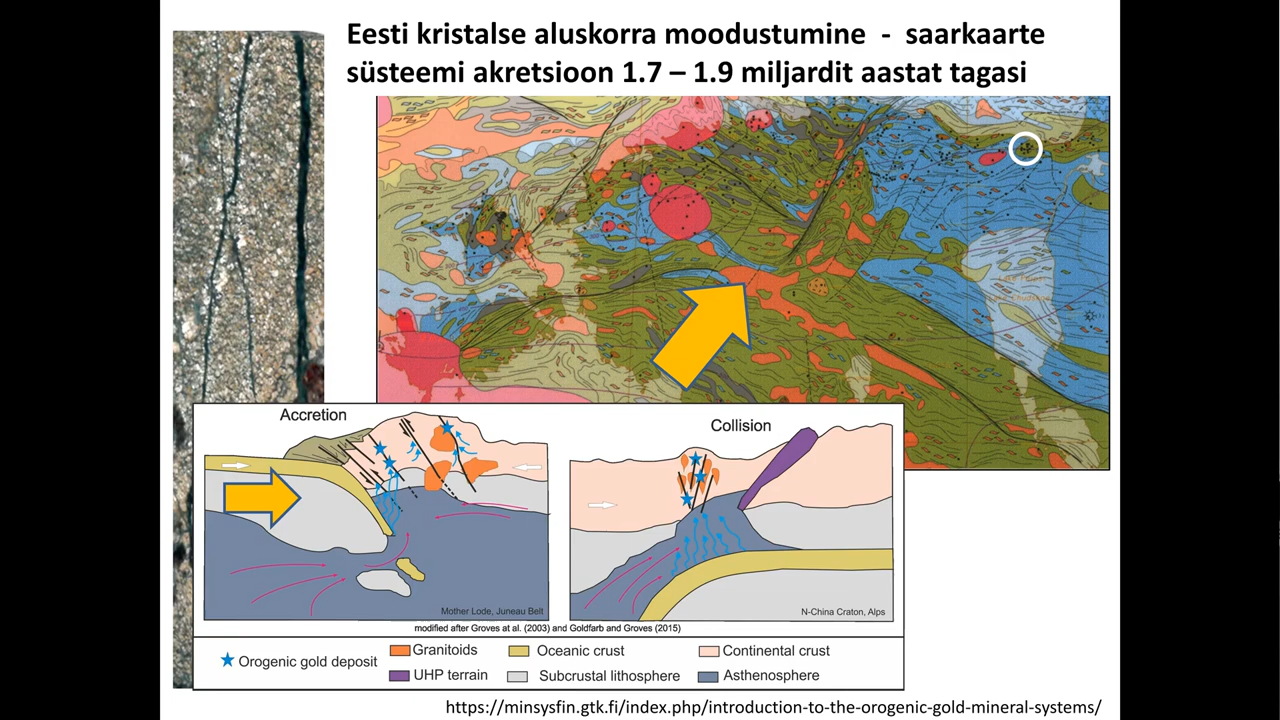 Eesti kristalse aluskorra moodustumine - saarkaarte
süsteemi akretsioon 1.7 – 1.9 miljardit aastat tagasi
Accretion
Collision
Mother Lode, Juneau Belt
N-China Craton, Alps
modified after Groves at al. (2003) and Goldfarb and Groves (2015)
Orogenic gold deposit
Granitoids
Oceanic crust
Continental crust
UHP terrain
Subcrustal lithosphere
Asthenosphere
https://minsysfin.gtk.fi/index.php/introduction-to-the-orogenic-gold-mineral-systems/